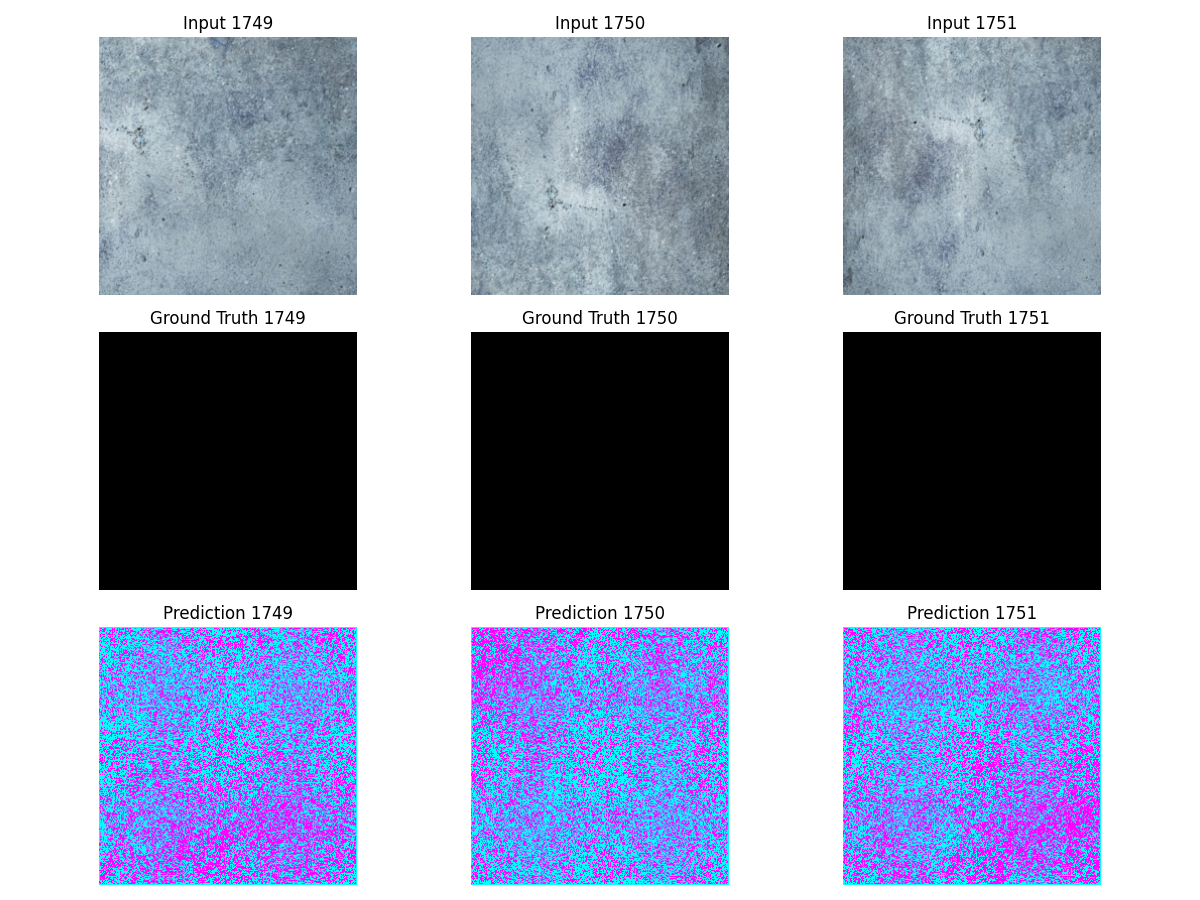 Input 1749
Input 1750
Input 1751
Ground Truth 1749
Ground Truth 1750
Ground Truth 1751
Prediction 1749
Prediction 1750
Prediction 1751